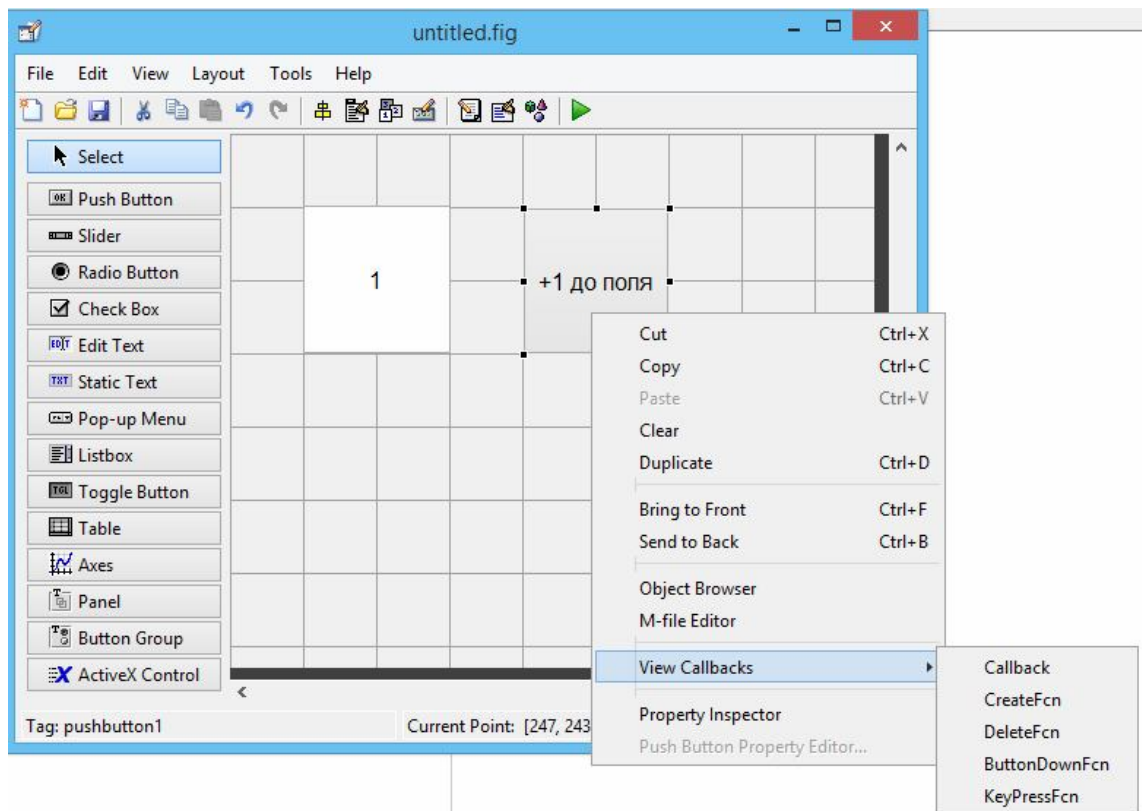 untitled.fig
File Edit View Layout Tools Help
Select
OK Push Button
Slider
Radio Button
Check Box
EDIT Edit Text
TXT Static Text
Pop-up Menu
Listbox
TGL Toggle Button
Table
Axes
Panel
Button Group
ActiveX Control
1
+1 до поля
Cut Ctrl+X
Copy Ctrl+C
Paste Ctrl+V
Clear
Duplicate Ctrl+D
Bring to Front Ctrl+F
Send to Back Ctrl+B
Object Browser
M-file Editor
View Callbacks
Property Inspector
Push Button Property Editor...
Callback
CreateFcn
DeleteFcn
ButtonDownFcn
KeyPressFcn
Tag: pushbutton1
Current Point: [247, 243